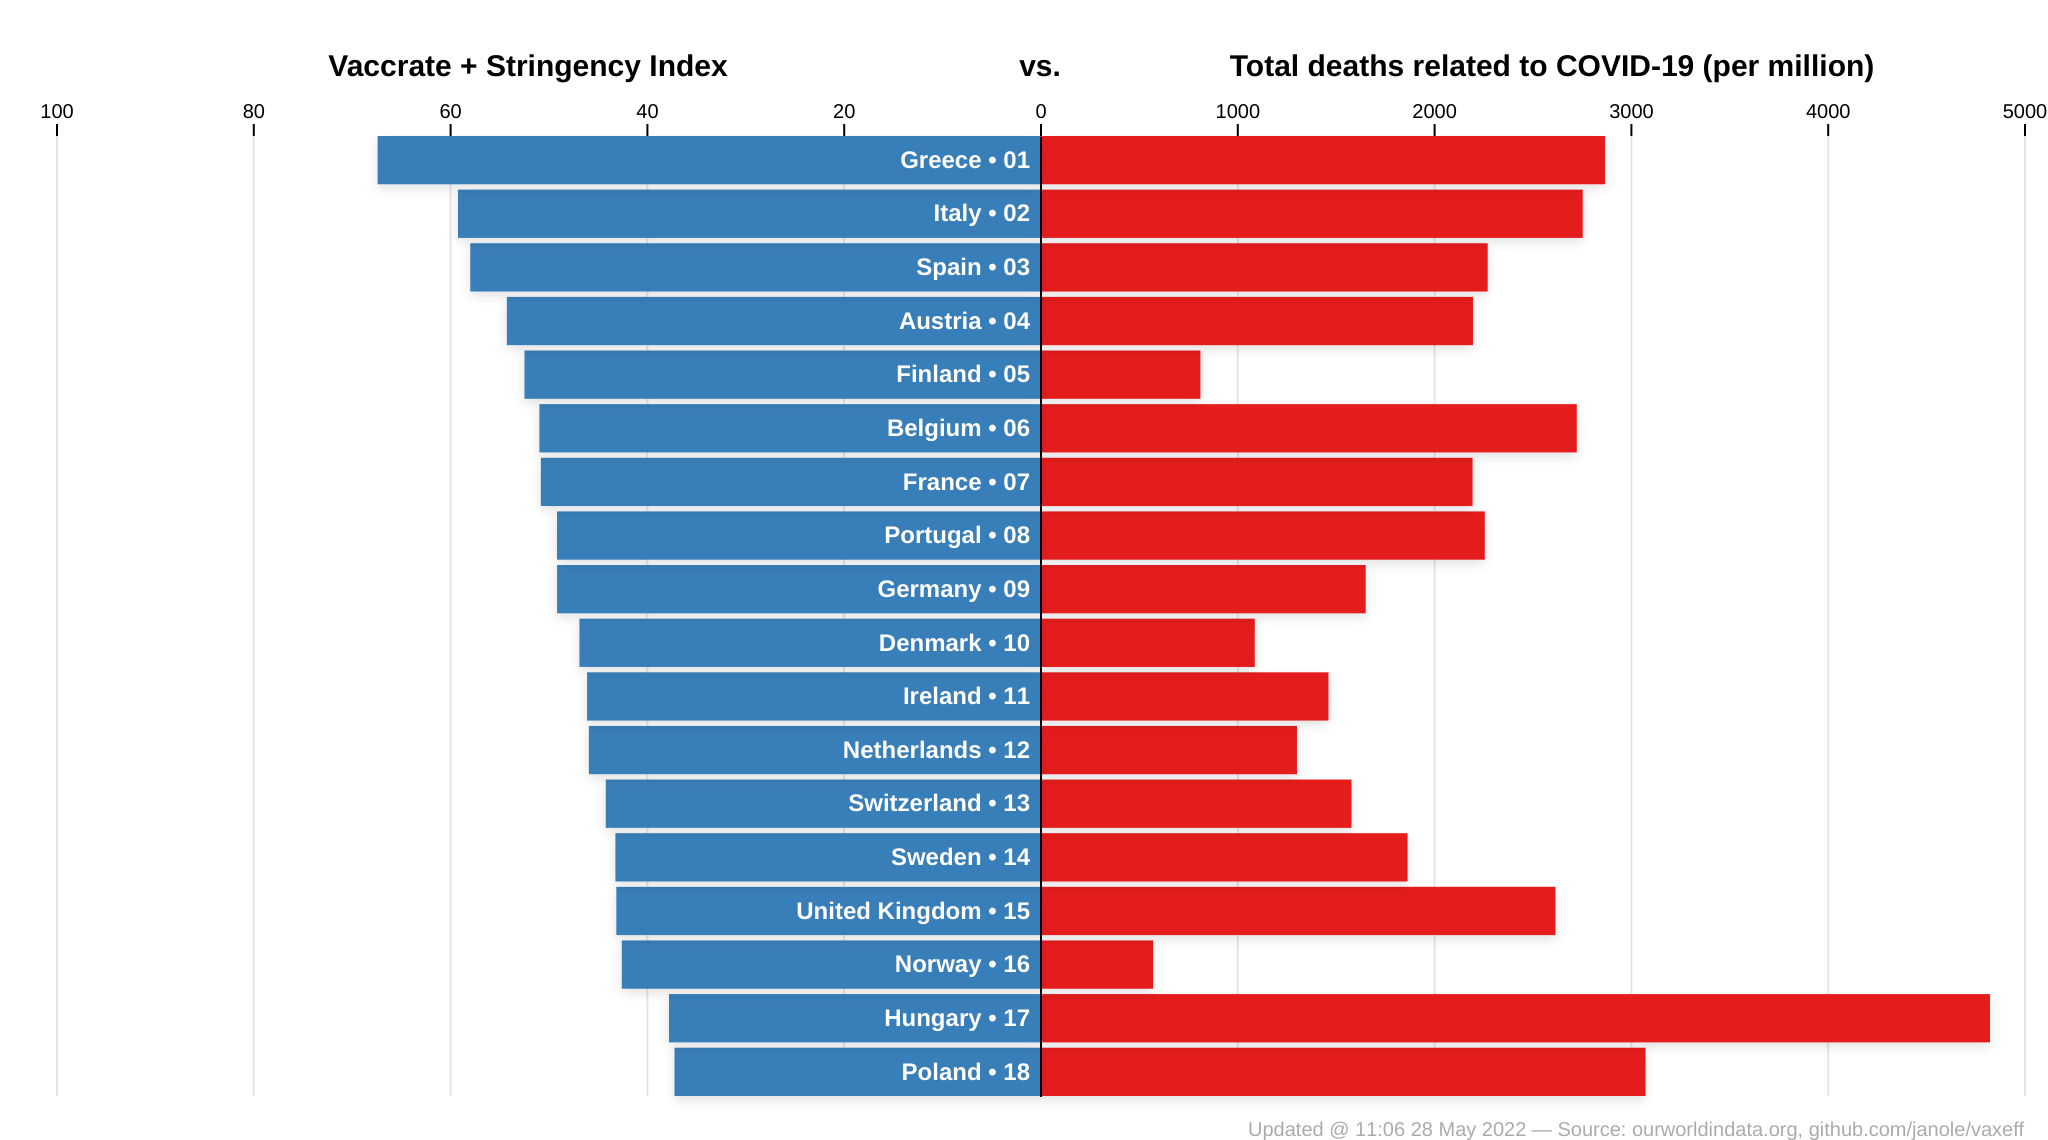 Vaccrate + Stringency Index vs. Total deaths related to COVID-19 (per million)
100 80 60 40 20 0 1000 2000 3000 4000 5000
Greece • 01
Italy • 02
Spain • 03
Austria • 04
Finland • 05
Belgium • 06
France • 07
Portugal • 08
Germany • 09
Denmark • 10
Ireland • 11
Netherlands • 12
Switzerland • 13
Sweden • 14
United Kingdom • 15
Norway • 16
Hungary • 17
Poland • 18
Updated @ 11:06 28 May 2022 — Source: ourworldindata.org, github.com/janole/vaxeff